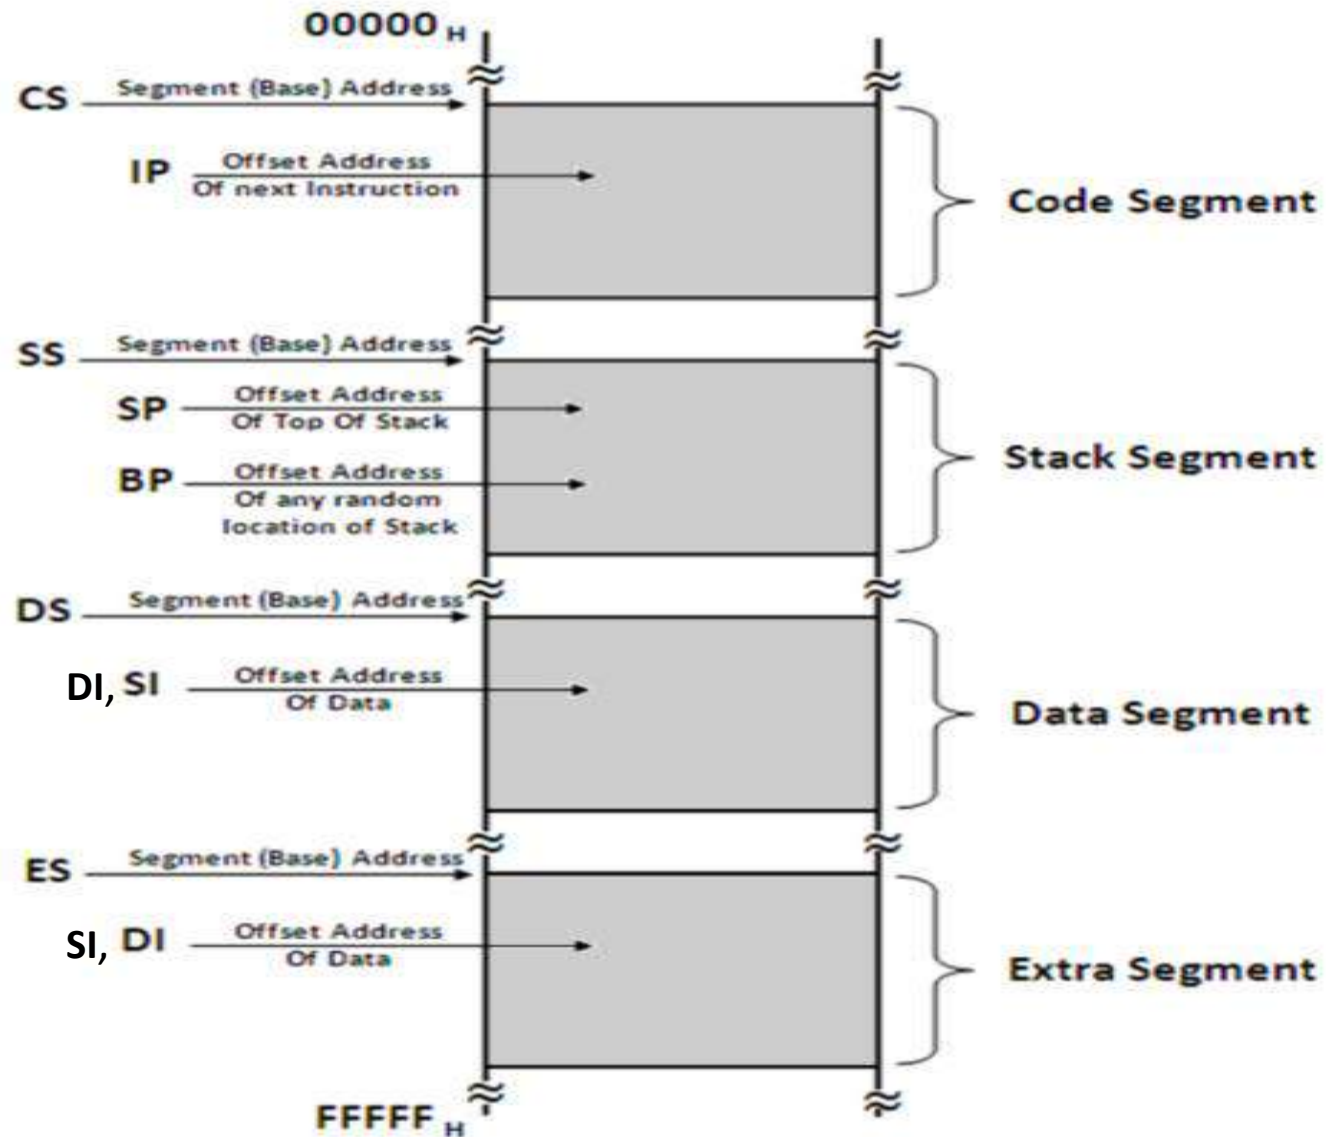 00000 H
CS Segment (Base) Address
IP Offset Address
Of next Instruction
Code Segment
SS Segment (Base) Address
SP Offset Address
Of Top Of Stack
BP Offset Address
Of any random
location of Stack
Stack Segment
DS Segment (Base) Address
DI, SI Offset Address
Of Data
Data Segment
ES Segment (Base) Address
SI, DI Offset Address
Of Data
Extra Segment
FFFFF H